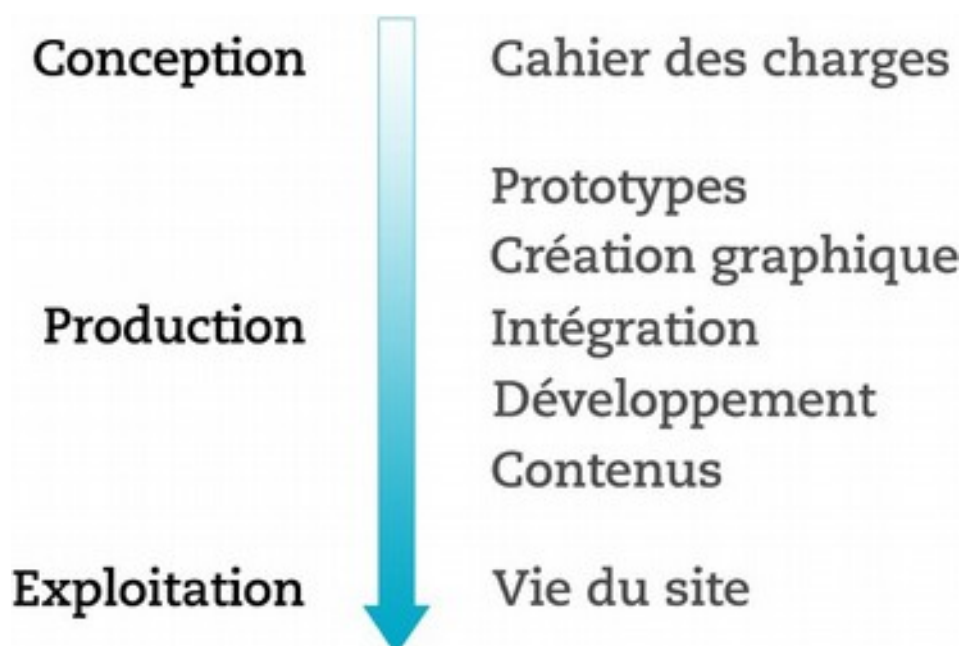 Conception
Cahier des charges
Prototypes
Création graphique
Production
Intégration
Développement
Contenus
Exploitation
Vie du site